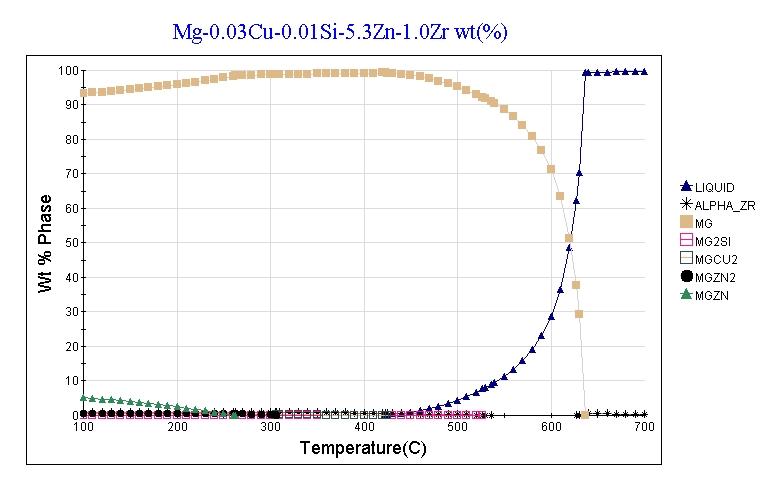 Mg-0.03Cu-0.01Si-5.3Zn-1.0Zr wt(%)
100
90
80
70
60
50
40
30
20
10
0
Wt % Phase
100 200 300 400 500 600 700
Temperature(C)
LIQUID
ALPHA_ZR
MG
MG2SI
MGCU2
MGZN2
MGZN